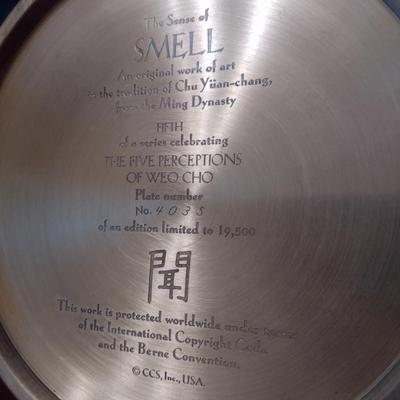 The Sense of
SMELL
An original work of art
in the tradition of Chu Yüan-chang,
from the Ming Dynasty
FIFTH
of a series celebrating
THE FIVE PERCEPTIONS
OF WEO CHO
Plate number
No. 4035
of an edition limited to 19,500
聞
This work is protected worldwide under terms
of the International Copyright Code
and the Berne Convention.
© CCS, Inc., USA.